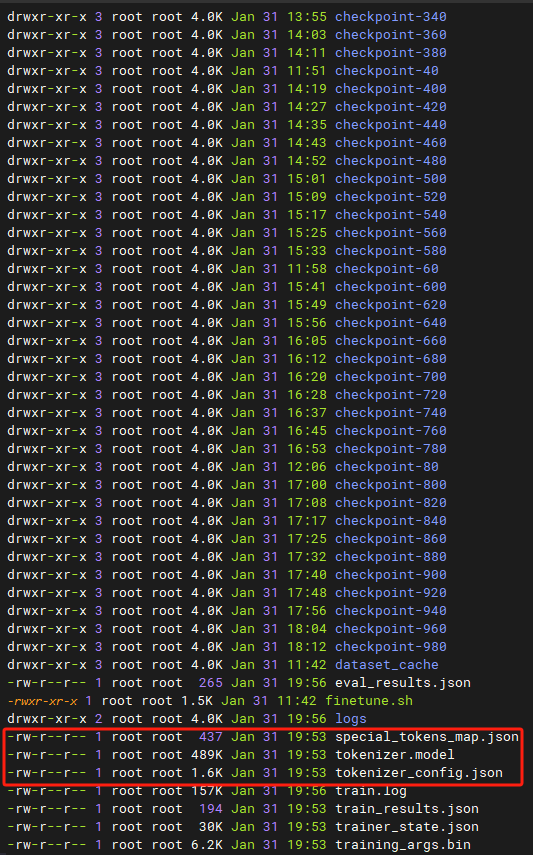 drwxr-xr-x 3 root root 4.0K Jan 31 13:55 checkpoint-340
drwxr-xr-x 3 root root 4.0K Jan 31 14:03 checkpoint-360
drwxr-xr-x 3 root root 4.0K Jan 31 14:11 checkpoint-380
drwxr-xr-x 3 root root 4.0K Jan 31 11:51 checkpoint-40
drwxr-xr-x 3 root root 4.0K Jan 31 14:19 checkpoint-400
drwxr-xr-x 3 root root 4.0K Jan 31 14:27 checkpoint-420
drwxr-xr-x 3 root root 4.0K Jan 31 14:35 checkpoint-440
drwxr-xr-x 3 root root 4.0K Jan 31 14:43 checkpoint-460
drwxr-xr-x 3 root root 4.0K Jan 31 14:52 checkpoint-480
drwxr-xr-x 3 root root 4.0K Jan 31 15:01 checkpoint-500
drwxr-xr-x 3 root root 4.0K Jan 31 15:09 checkpoint-520
drwxr-xr-x 3 root root 4.0K Jan 31 15:17 checkpoint-540
drwxr-xr-x 3 root root 4.0K Jan 31 15:25 checkpoint-560
drwxr-xr-x 3 root root 4.0K Jan 31 15:33 checkpoint-580
drwxr-xr-x 3 root root 4.0K Jan 31 11:58 checkpoint-60
drwxr-xr-x 3 root root 4.0K Jan 31 15:41 checkpoint-600
drwxr-xr-x 3 root root 4.0K Jan 31 15:49 checkpoint-620
drwxr-xr-x 3 root root 4.0K Jan 31 15:56 checkpoint-640
drwxr-xr-x 3 root root 4.0K Jan 31 16:05 checkpoint-660
drwxr-xr-x 3 root root 4.0K Jan 31 16:12 checkpoint-680
drwxr-xr-x 3 root root 4.0K Jan 31 16:20 checkpoint-700
drwxr-xr-x 3 root root 4.0K Jan 31 16:28 checkpoint-720
drwxr-xr-x 3 root root 4.0K Jan 31 16:37 checkpoint-740
drwxr-xr-x 3 root root 4.0K Jan 31 16:45 checkpoint-760
drwxr-xr-x 3 root root 4.0K Jan 31 16:53 checkpoint-780
drwxr-xr-x 3 root root 4.0K Jan 31 12:06 checkpoint-80
drwxr-xr-x 3 root root 4.0K Jan 31 17:00 checkpoint-800
drwxr-xr-x 3 root root 4.0K Jan 31 17:08 checkpoint-820
drwxr-xr-x 3 root root 4.0K Jan 31 17:17 checkpoint-840
drwxr-xr-x 3 root root 4.0K Jan 31 17:25 checkpoint-860
drwxr-xr-x 3 root root 4.0K Jan 31 17:32 checkpoint-880
drwxr-xr-x 3 root root 4.0K Jan 31 17:40 checkpoint-900
drwxr-xr-x 3 root root 4.0K Jan 31 17:48 checkpoint-920
drwxr-xr-x 3 root root 4.0K Jan 31 17:56 checkpoint-940
drwxr-xr-x 3 root root 4.0K Jan 31 18:04 checkpoint-960
drwxr-xr-x 3 root root 4.0K Jan 31 18:12 checkpoint-980
drwxr-xr-x 3 root root 4.0K Jan 31 11:42 dataset_cache
-rw-r--r-- 1 root root  265 Jan 31 19:56 eval_results.json
-rwxr-xr-x 1 root root 1.5K Jan 31 11:42 finetune.sh
drwxr-xr-x 2 root root 4.0K Jan 31 19:56 logs
-rw-r--r-- 1 root root  437 Jan 31 19:53 special_tokens_map.json
-rw-r--r-- 1 root root 489K Jan 31 19:53 tokenizer.model
-rw-r--r-- 1 root root 1.6K Jan 31 19:53 tokenizer_config.json
-rw-r--r-- 1 root root 157K Jan 31 19:56 train.log
-rw-r--r-- 1 root root  194 Jan 31 19:53 train_results.json
-rw-r--r-- 1 root root  30K Jan 31 19:53 trainer_state.json
-rw-r--r-- 1 root root 6.2K Jan 31 19:53 training_args.bin